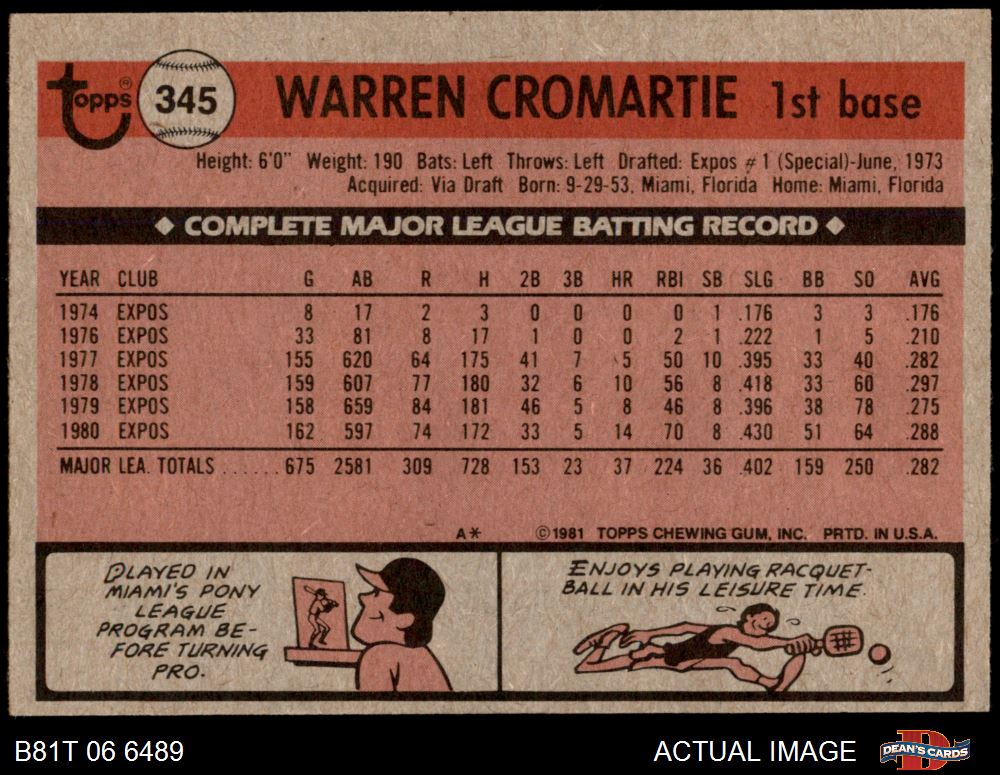 Topps® 345 WARREN CROMARTIE 1st base
Height: 6'0" Weight: 190 Bats: Left Throws: Left Drafted: Expos #1 (Special)-June, 1973
Acquired: Via Draft Born: 9-29-53, Miami, Florida Home: Miami, Florida
◆ COMPLETE MAJOR LEAGUE BATTING RECORD ◆
YEAR CLUB G AB R H 2B 3B HR RBI SB SLG BB SO AVG
1974 EXPOS 8 17 2 3 0 0 0 0 1 .176 3 3 .176
1976 EXPOS 33 81 8 17 1 0 0 2 1 .222 1 5 .210
1977 EXPOS 155 620 64 175 41 7 5 50 10 .395 33 40 .282
1978 EXPOS 159 607 77 180 32 6 10 56 8 .418 33 60 .297
1979 EXPOS 158 659 84 181 46 5 8 46 8 .396 38 78 .275
1980 EXPOS 162 597 74 172 33 5 14 70 8 .430 51 64 .288
MAJOR LEA. TOTALS ...... 675 2581 309 728 153 23 37 224 36 .402 159 250 .282
A* ©1981 TOPPS CHEWING GUM, INC. PRTD. IN U.S.A.
PLAYED IN
MIAMI'S PONY
LEAGUE
PROGRAM BE-
FORE TURNING
PRO.
ENJOYS PLAYING RACQUET-
BALL IN HIS LEISURE TIME.
B81T 06 6489 ACTUAL IMAGE DEAN'S CARDS